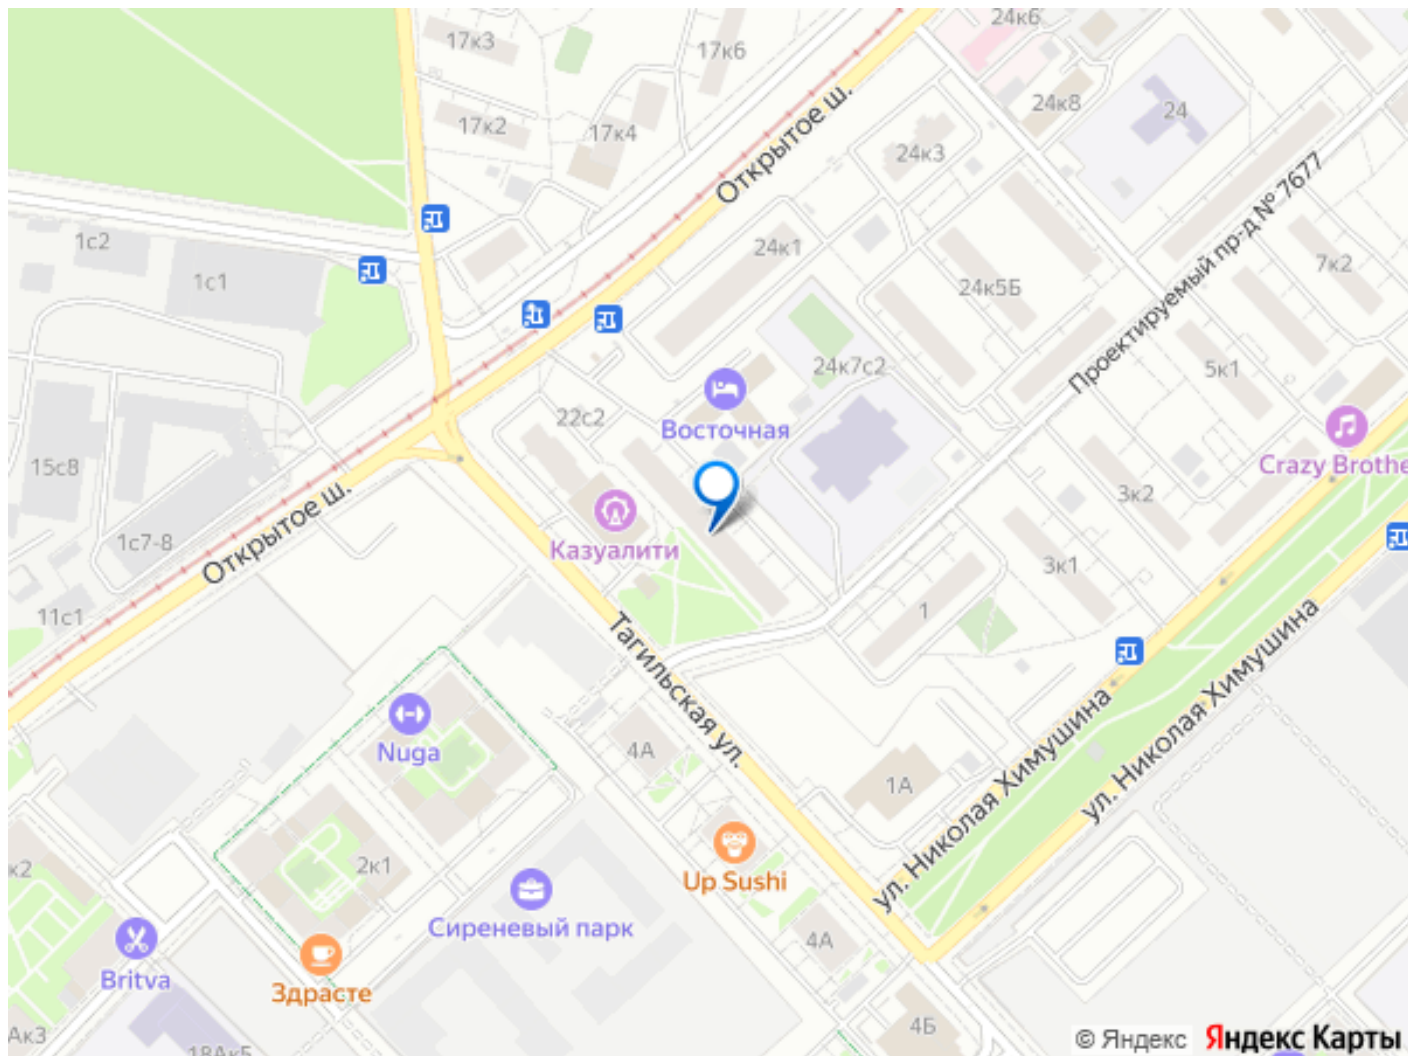 24к6
17к3
17к6
24к8
24
17к2
17к4
Открытое ш.
24к3
Проектируемый пр-д № 7677
1с2
1с1
24к1
24к5Б
7к2
24к7с2
5к1
22с2
Восточная
Crazy Brothe
15с8
3к2
Казуалити
1с7-8
Открытое ш.
3к1
11с1
1
Тагильская ул.
ул. Николая Химушина
ул. Николая Химушина
Nuga
4А
1А
к2
2к1
Up Sushi
Сиреневый парк
4А
Britva
Здрасте
Ак3
18Ак5
4Б
© Яндекс Яндекс Карты